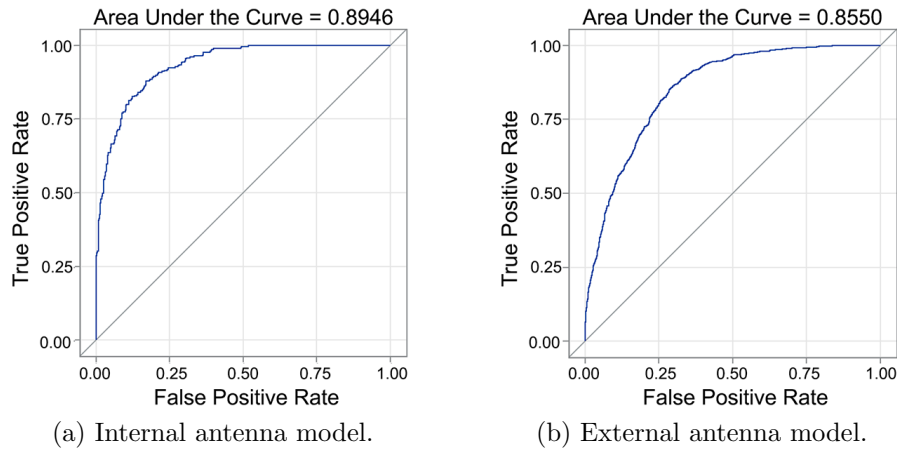 Area Under the Curve = 0.8946
1.00
0.75
0.50
0.25
0.00
True Positive Rate
0.00 0.25 0.50 0.75 1.00
False Positive Rate
(a) Internal antenna model.
Area Under the Curve = 0.8550
1.00
0.75
0.50
0.25
0.00
True Positive Rate
0.00 0.25 0.50 0.75 1.00
False Positive Rate
(b) External antenna model.